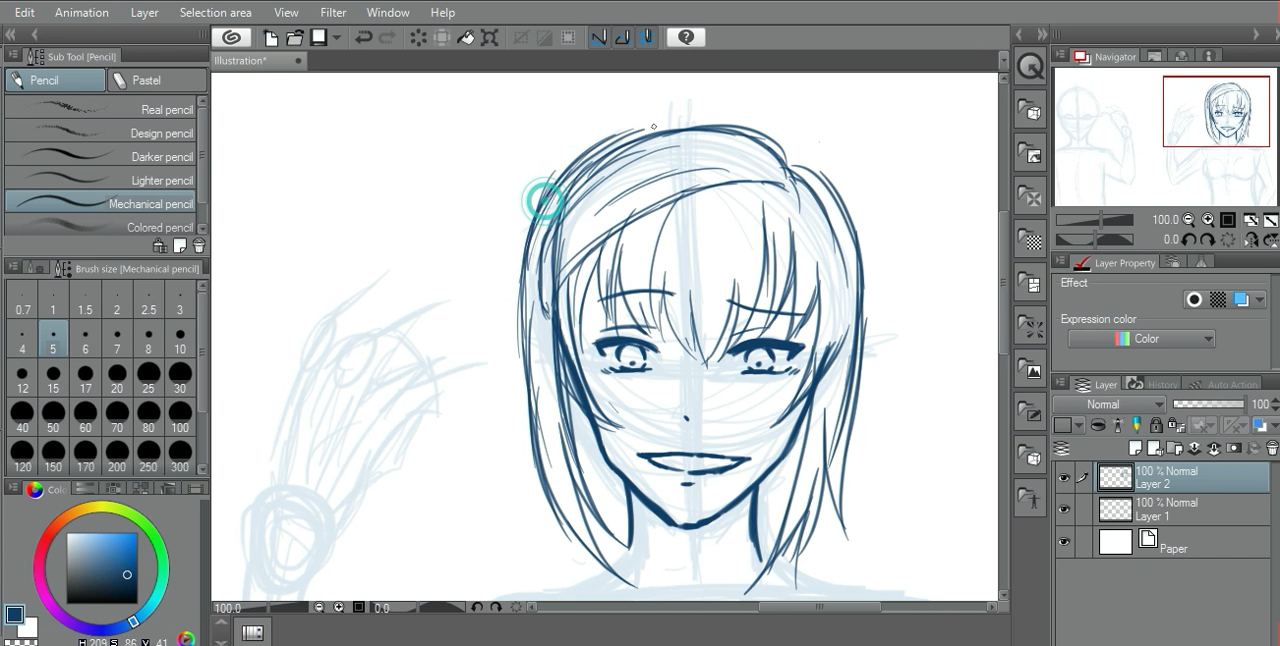 Edit Animation Layer Selection area View Filter Window Help
Sub Tool [Pencil]
Pencil Pastel
Real pencil
Design pencil
Darker pencil
Lighter pencil
Mechanical pencil
Colored pencil
Brush size [Mechanical pencil]
0.7 1 1.5 2 2.5 3
4 5 6 7 8 10
12 15 17 20 25 30
40 50 60 70 80 100
120 150 170 200 250 300
Colo
H 209 S 86 V 41
Illustration*
100.0 0.0
Navigator
100.0
0.0
Layer Property
Effect
Expression color
Color
Layer History Auto Action
Normal 100
100 % Normal
Layer 2
100 % Normal
Layer 1
Paper